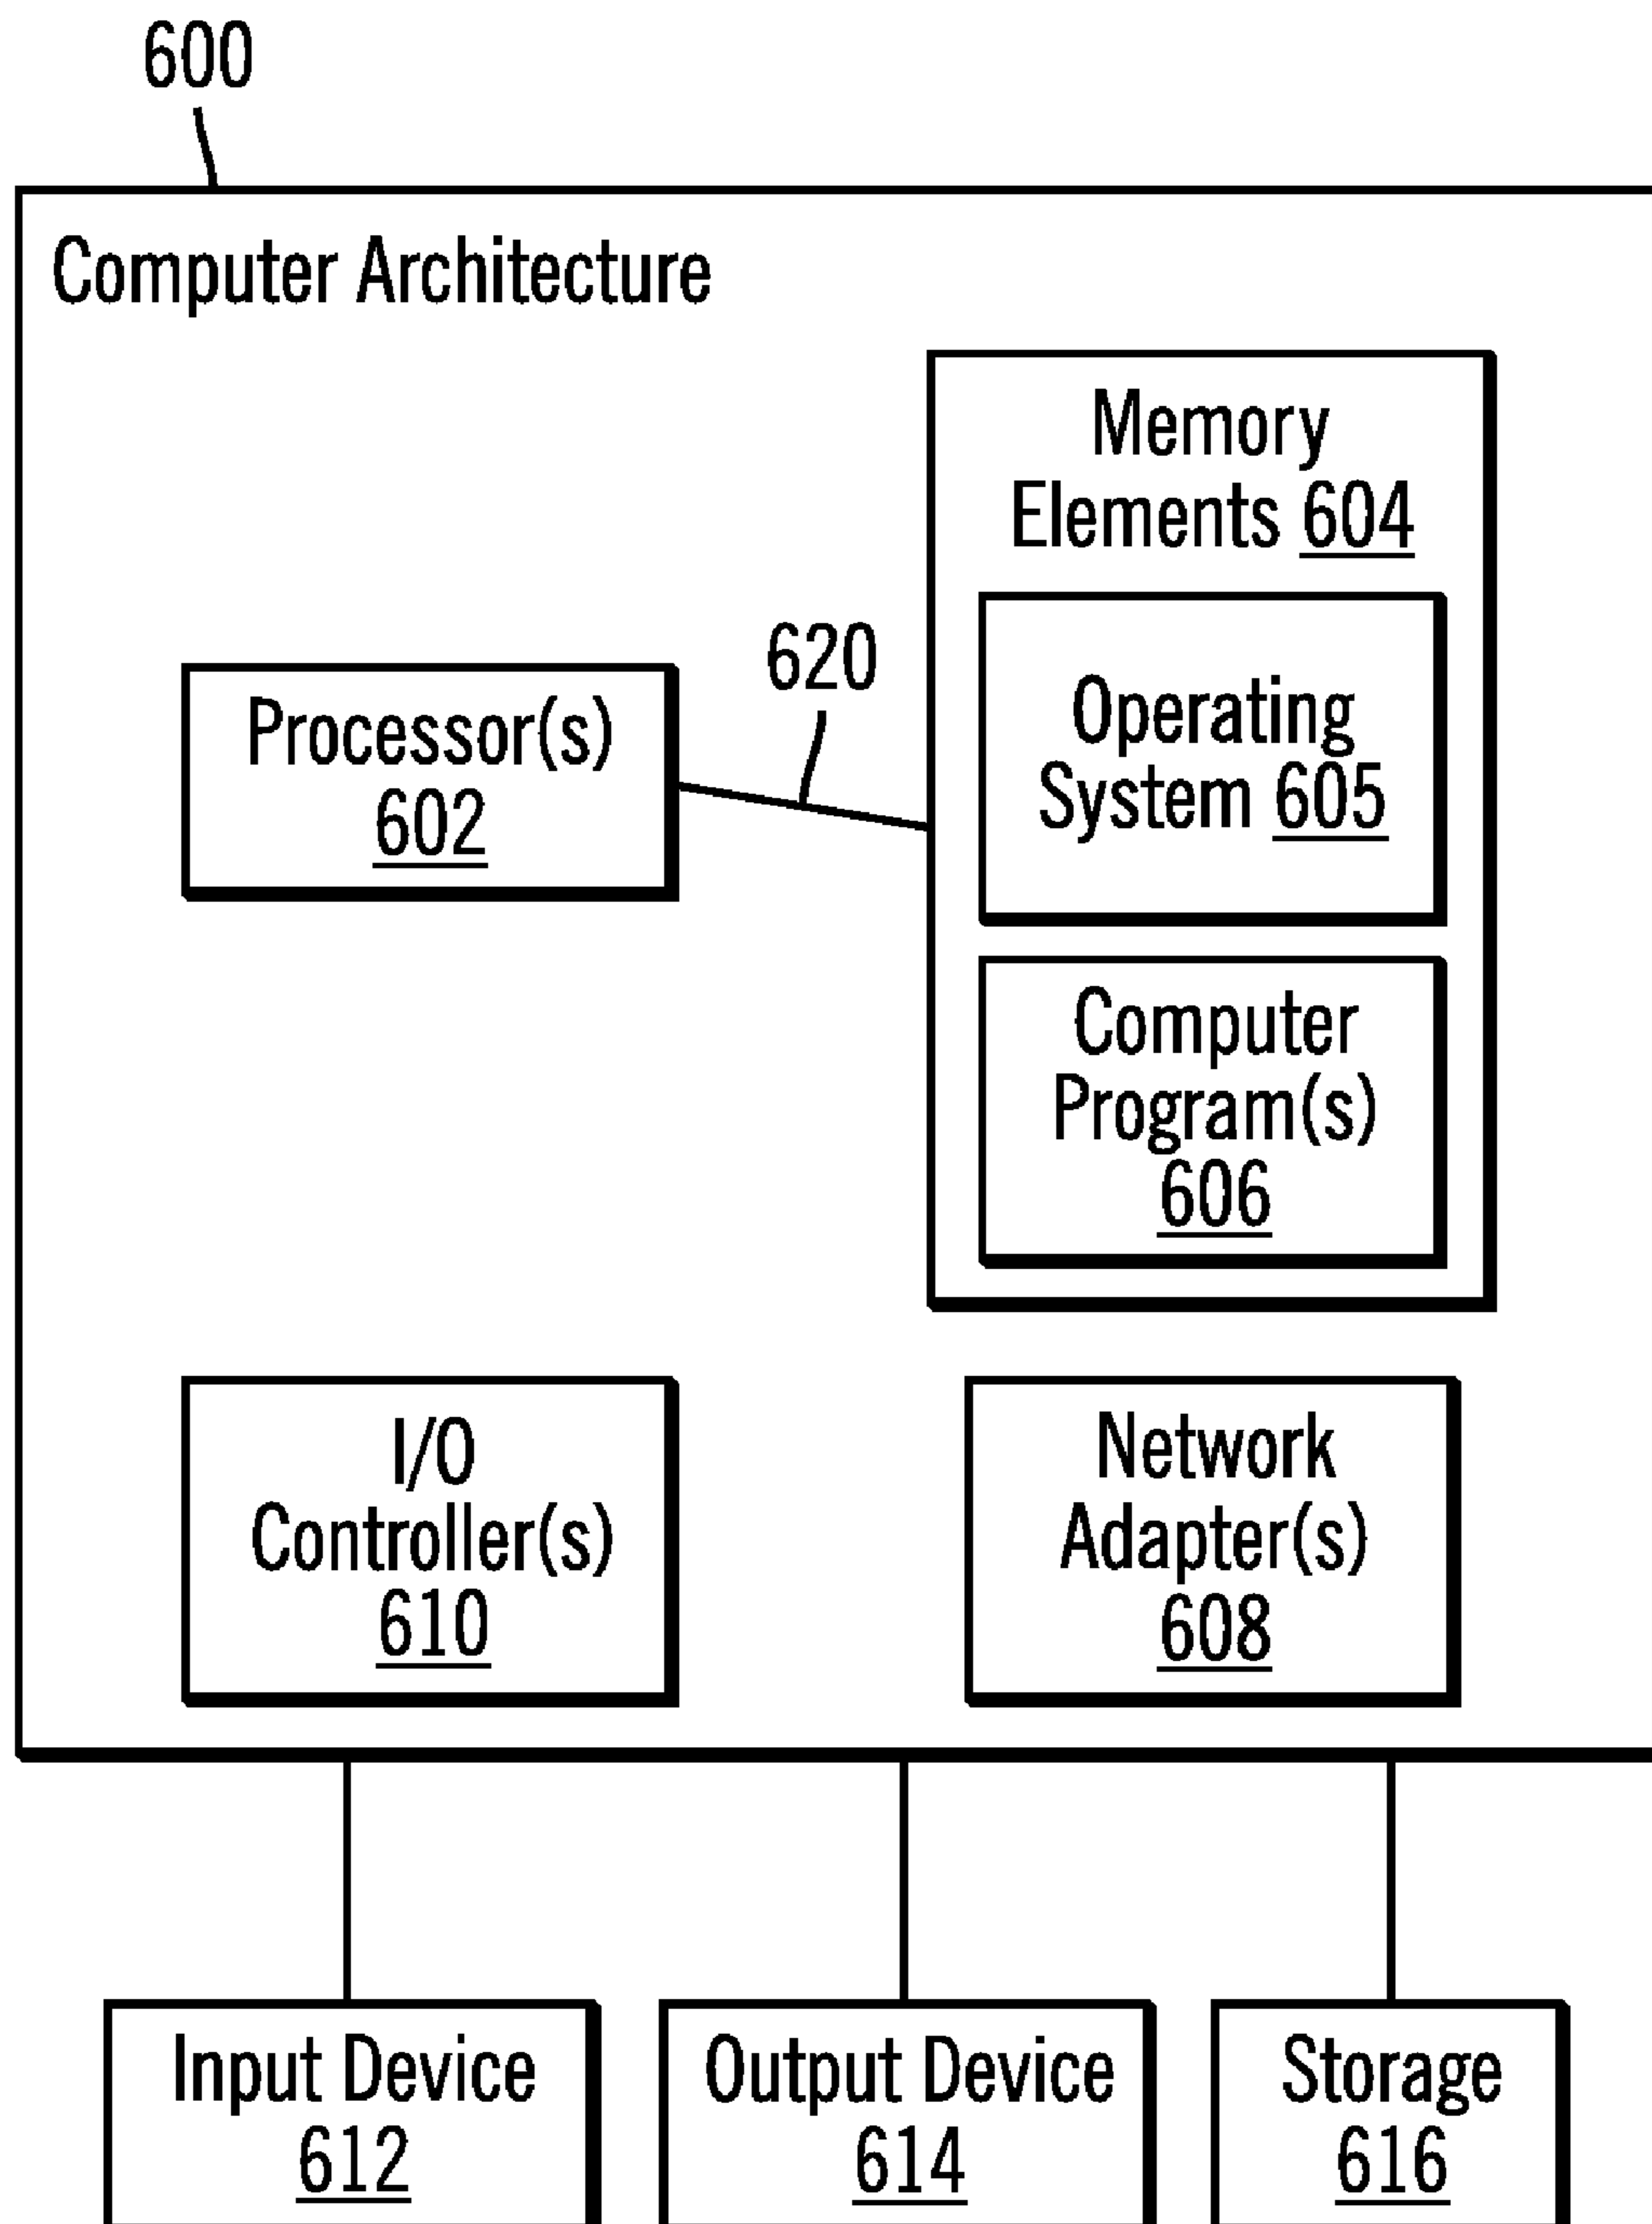 600
Computer Architecture
Memory
Elements 604
620
Processor(s)
602
Operating
System 605
Computer
Program(s)
606
I/O
Controller(s)
610
Network
Adapter(s)
608
Input Device
612
Output Device
614
Storage
616